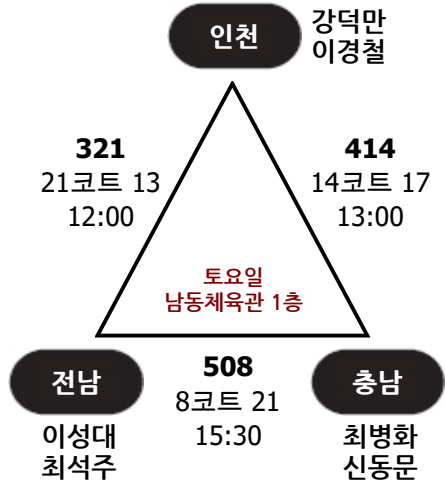 인천
강덕만
이경철
321
21코트 13
12:00
414
14코트 17
13:00
토요일
남동체육관 1층
전남
이성대
최석주
508
8코트 21
15:30
충남
최병화
신동문